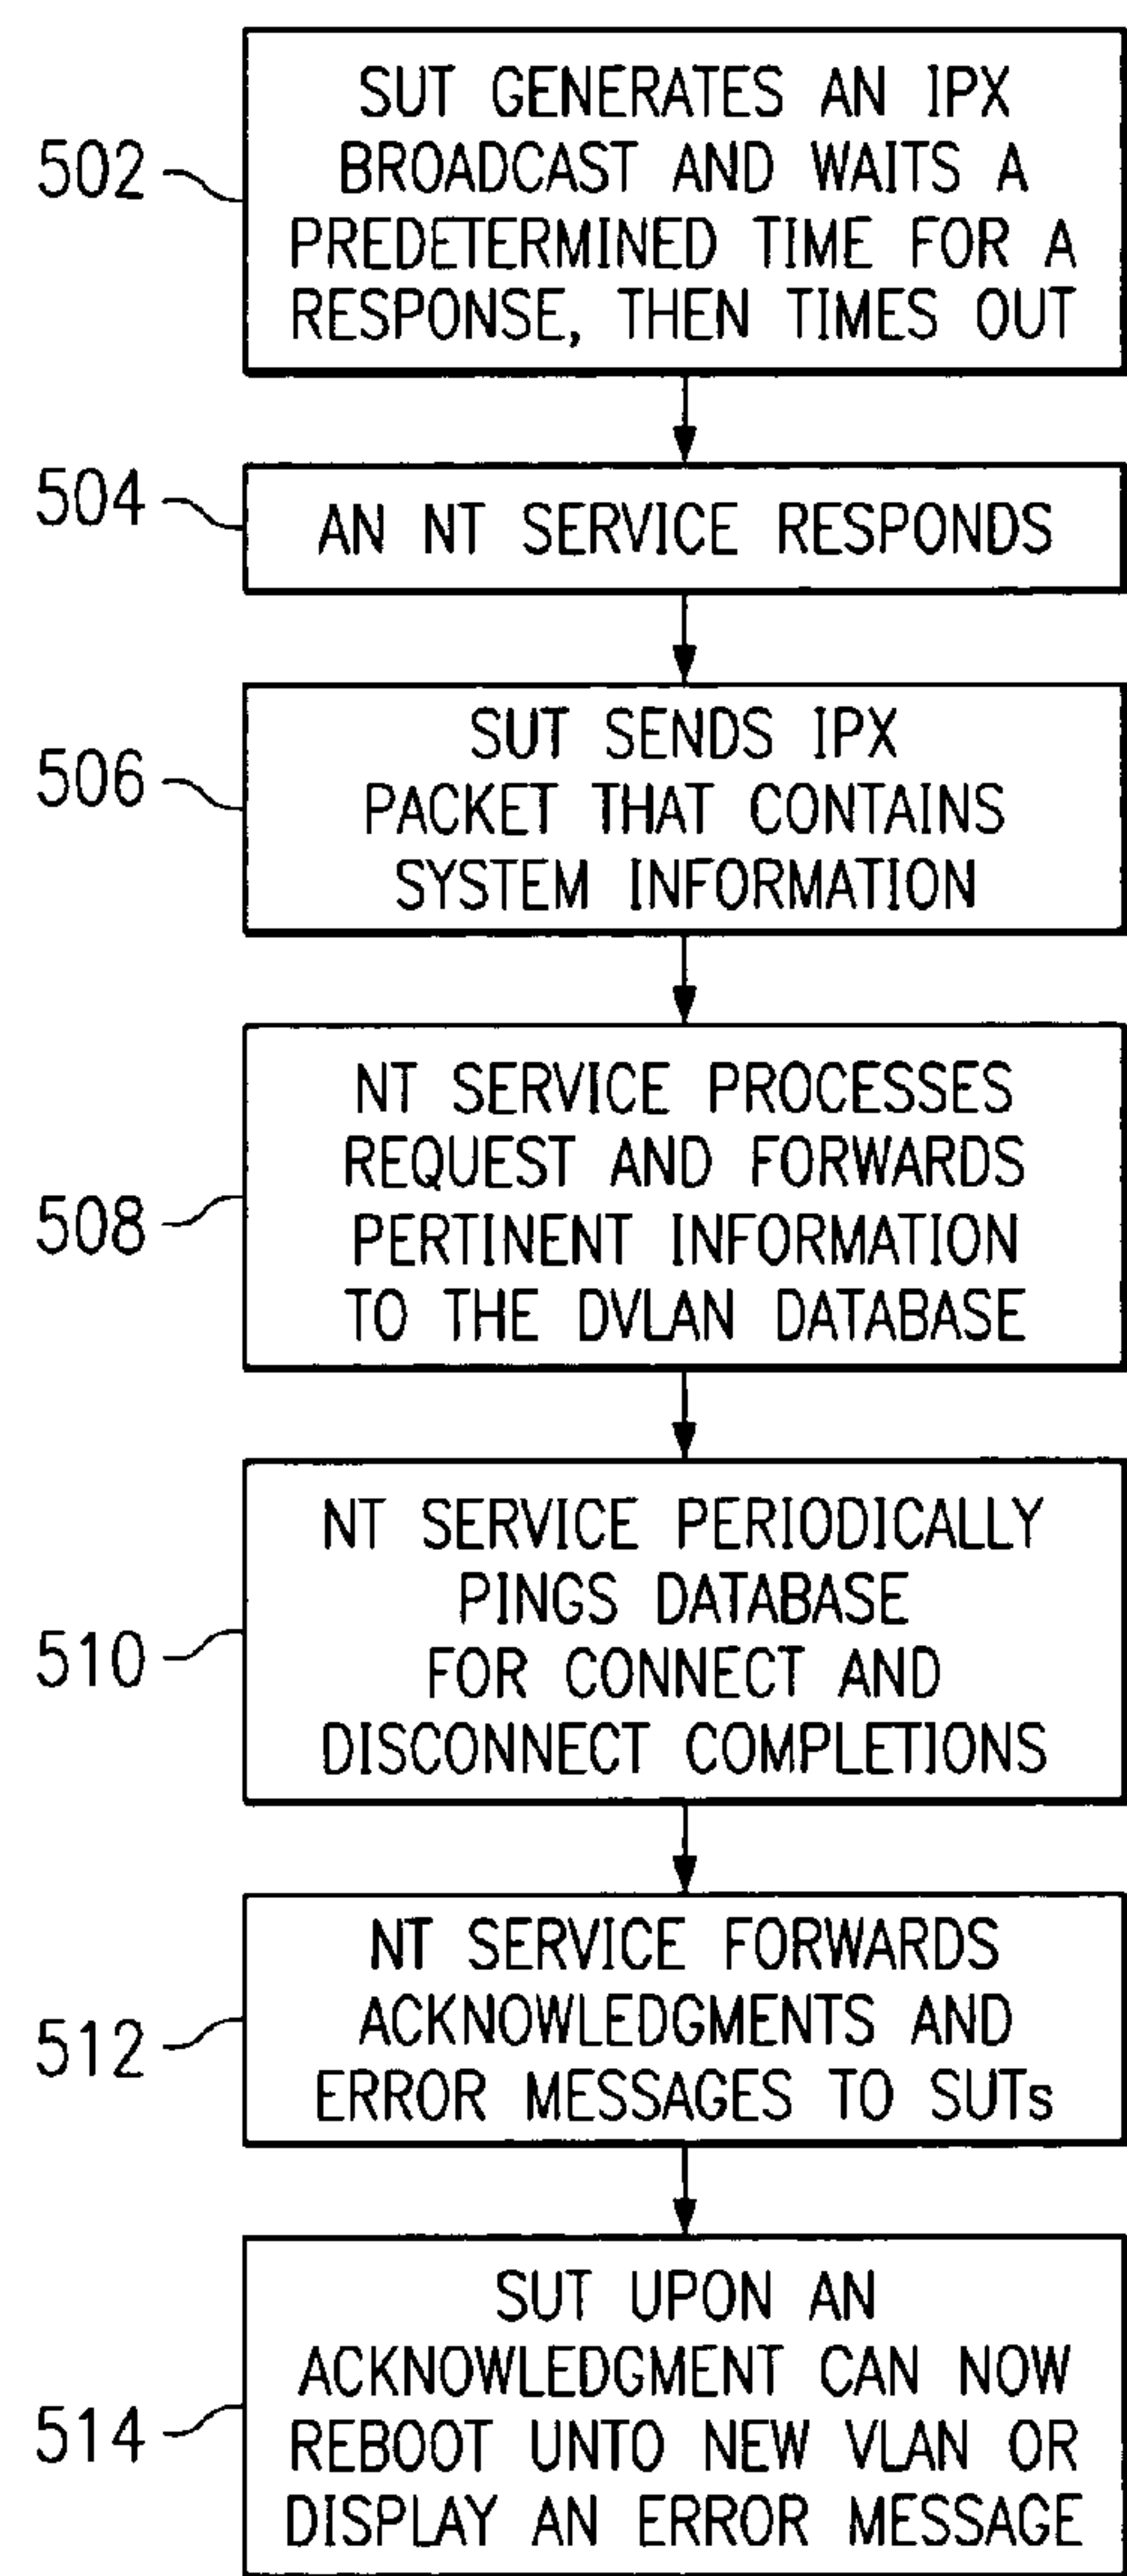 SUT GENERATES AN IPX
BROADCAST AND WAITS A
PREDETERMINED TIME FOR A
RESPONSE, THEN TIMES OUT
502
504
AN NT SERVICE RESPONDS
SUT SENDS IPX
PACKET THAT CONTAINS
SYSTEM INFORMATION
506
NT SERVICE PROCESSES
REQUEST AND FORWARDS
PERTINENT INFORMATION
TO THE DVLAN DATABASE
508
NT SERVICE PERIODICALLY
PINGS DATABASE
FOR CONNECT AND
DISCONNECT COMPLETIONS
510
NT SERVICE FORWARDS
ACKNOWLEDGMENTS AND
ERROR MESSAGES TO SUTs
512
SUT UPON AN
ACKNOWLEDGMENT CAN NOW
REBOOT UNTO NEW VLAN OR
DISPLAY AN ERROR MESSAGE
514